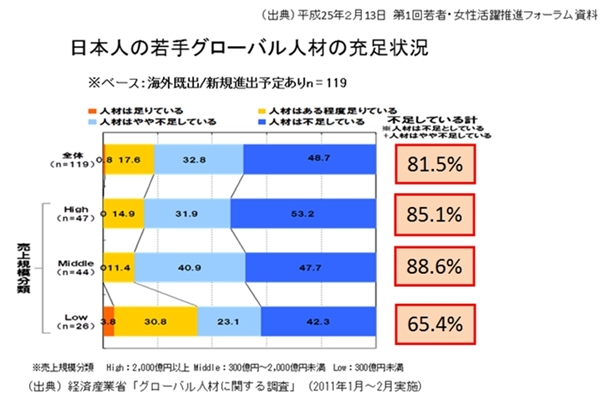 （出典）平成25年2月13日 第1回若者・女性活躍推進フォーラム資料
日本人の若手グローバル人材の充足状況
※ベース：海外既出/新規進出予定ありn＝119
人材は足りている 人材はある程度足りている
人材はやや不足している 人材は不足している
不足している計
※人材は不足としている
+人材はやや不足している
全体
（n=119）
0.8 17.6 32.8 48.7 81.5%
High
（n=47）
0 14.9 31.9 53.2 85.1%
Middle
（n=44）
0 11.4 40.9 47.7 88.6%
Low
（n=26）
3.8 30.8 23.1 42.3 65.4%
売上規模分類
※売上規模分類 High：2,000億円以上 Middle：300億円～2,000億円未満 Low：300億円未満
（出典）経済産業省「グローバル人材に関する調査」（2011年1月～2月実施）